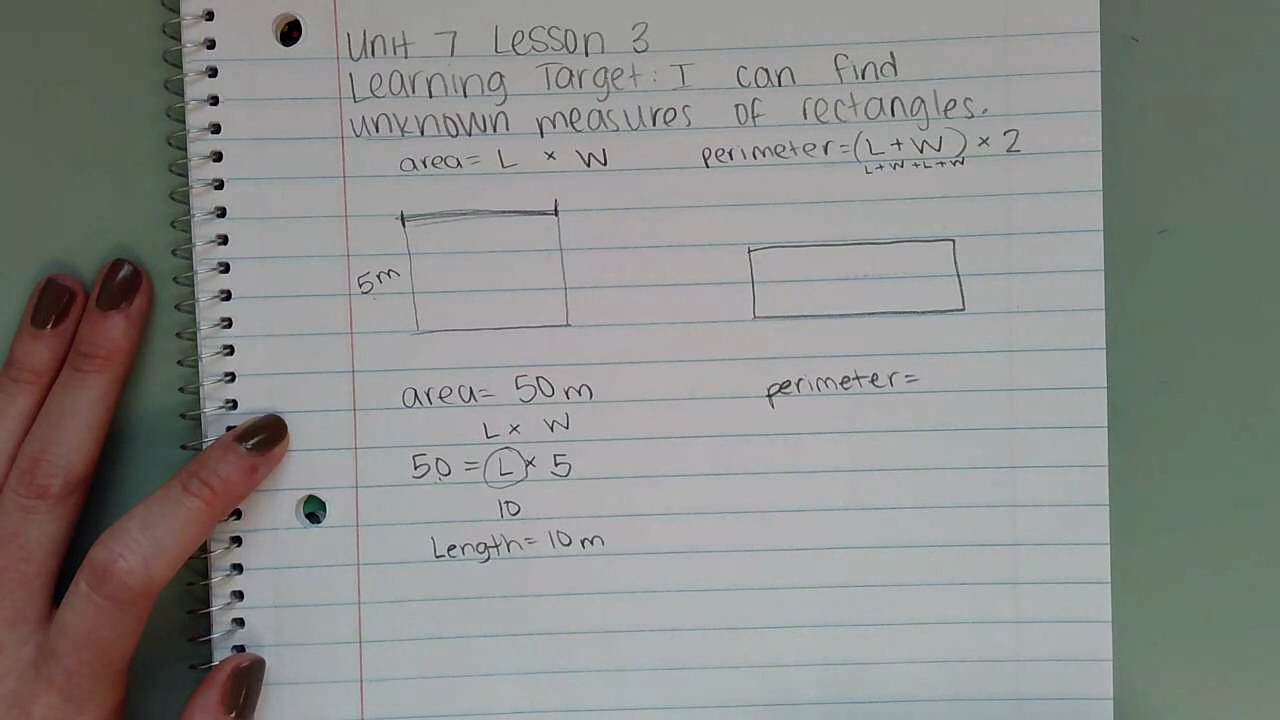 Unit 7 Lesson 3
Learning Target: I can find
unknown measures of rectangles.
area = L × W
perimeter = (L + W) × 2
L+W+L+W
5m
area = 50 m
L × W
50 = L × 5
10
Length = 10 m
perimeter =